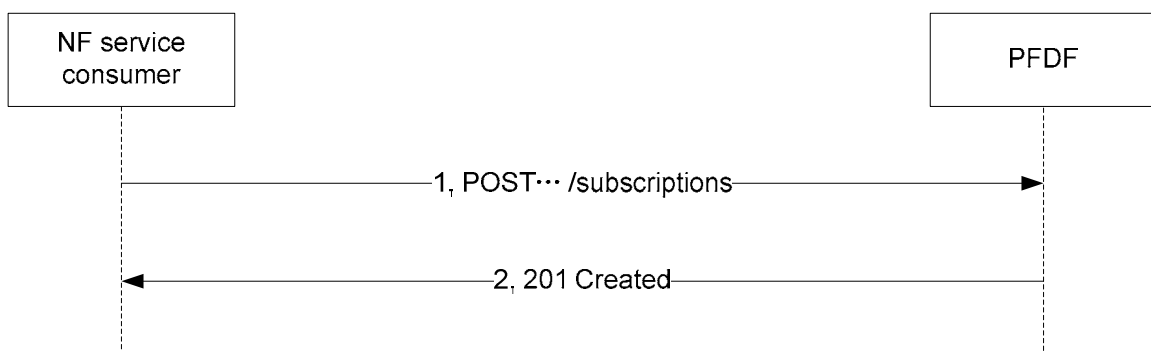 NF service
consumer
PFDF
1, POST··· /subscriptions
2, 201 Created